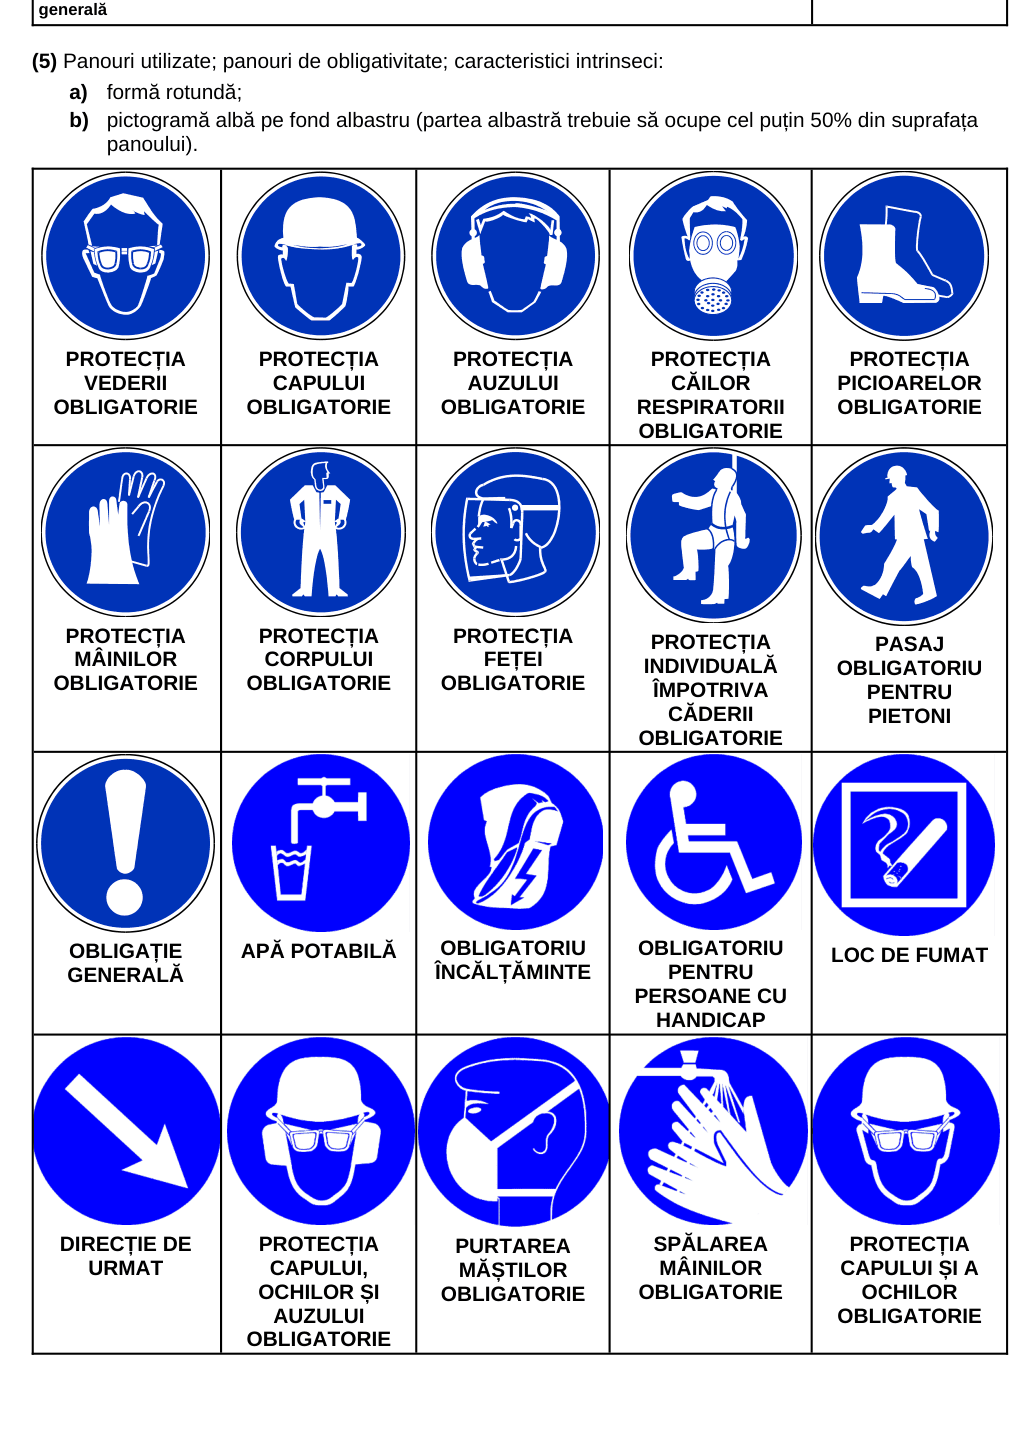 generală
(5) Panouri utilizate; panouri de obligativitate; caracteristici intrinseci:
a) formă rotundă;
b) pictogramă albă pe fond albastru (partea albastră trebuie să ocupe cel puțin 50% din suprafața
panoului).
PROTECȚIA
VEDERII
OBLIGATORIE
PROTECȚIA
CAPULUI
OBLIGATORIE
PROTECȚIA
AUZULUI
OBLIGATORIE
PROTECȚIA
CĂILOR
RESPIRATORII
OBLIGATORIE
PROTECȚIA
PICIOARELOR
OBLIGATORIE
PROTECȚIA
MÂINILOR
OBLIGATORIE
PROTECȚIA
CORPULUI
OBLIGATORIE
PROTECȚIA
FEȚEI
OBLIGATORIE
PROTECȚIA
INDIVIDUALĂ
ÎMPOTRIVA
CĂDERII
OBLIGATORIE
PASAJ
OBLIGATORIU
PENTRU
PIETONI
OBLIGAȚIE
GENERALĂ
APĂ POTABILĂ
OBLIGATORIU
ÎNCĂLȚĂMINTE
OBLIGATORIU
PENTRU
PERSOANE CU
HANDICAP
LOC DE FUMAT
DIRECȚIE DE
URMAT
PROTECȚIA
CAPULUI,
OCHILOR ȘI
AUZULUI
OBLIGATORIE
PURTAREA
MĂȘTILOR
OBLIGATORIE
SPĂLAREA
MÂINILOR
OBLIGATORIE
PROTECȚIA
CAPULUI ȘI A
OCHILOR
OBLIGATORIE